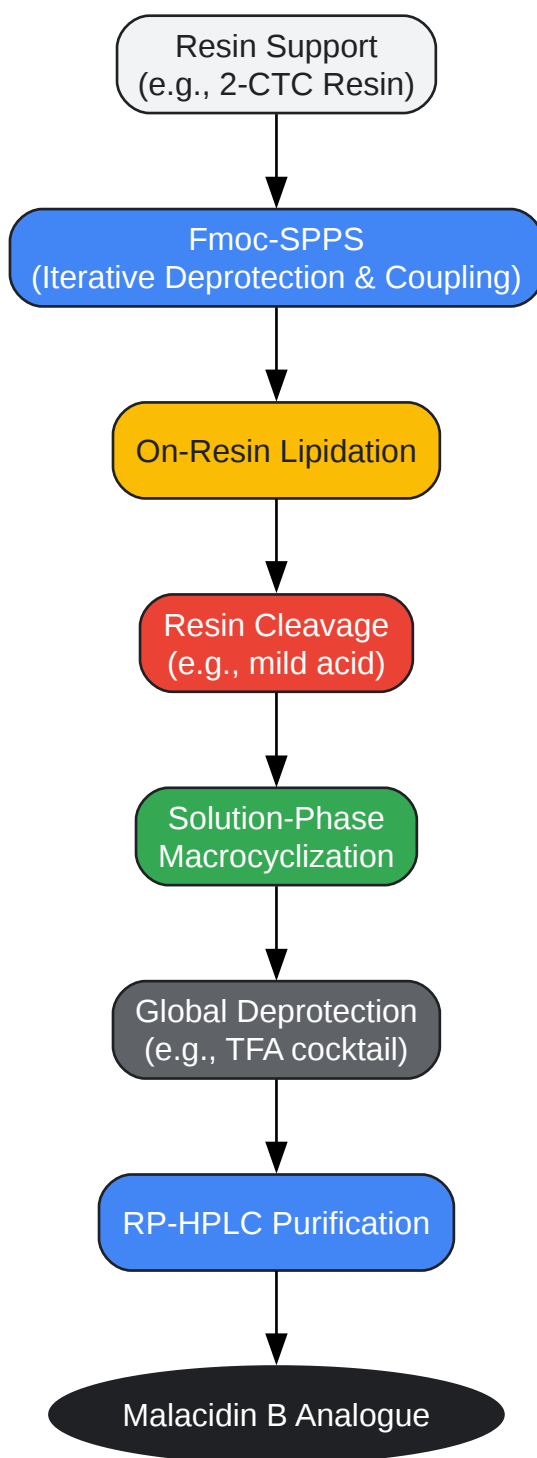 Resin Support
(e.g., 2-CTC Resin)
Fmoc-SPPS
(Iterative Deprotection & Coupling)
On-Resin Lipidation
Resin Cleavage
(e.g., mild acid)
Solution-Phase
Macrocyclization
Global Deprotection
(e.g., TFA cocktail)
RP-HPLC Purification
Malacidin B Analogue